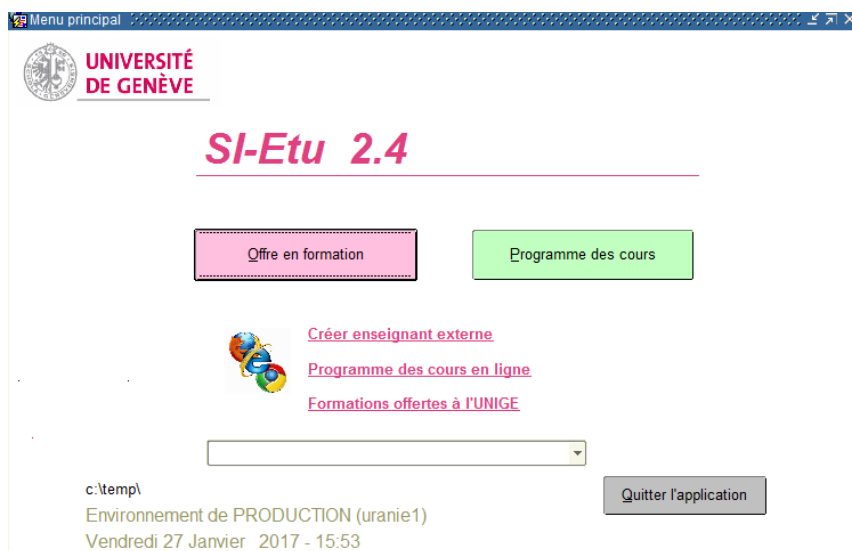 Menu principal
UNIVERSITÉ
DE GENÈVE
SI-Etu 2.4
Offre en formation
Programme des cours
Créer enseignant externe
Programme des cours en ligne
Formations offertes à l'UNIGE
c:\temp\
Quitter l'application
Environnement de PRODUCTION (uranie1)
Vendredi 27 Janvier 2017 - 15:53